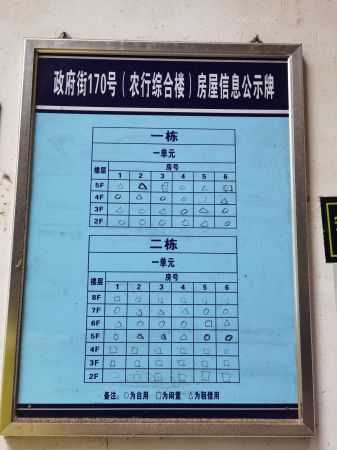 政府街170号(农行综合楼)房屋信息公示牌
一栋
一单元
楼层 房号
1 2 3 4 5 6
5F
4F
3F
2F
二栋
一单元
楼层 房号
1 2 3 4 5 6
8F
7F
6F
5F
4F
3F
2F
备注:○为自用 □为闲置 △为租借用